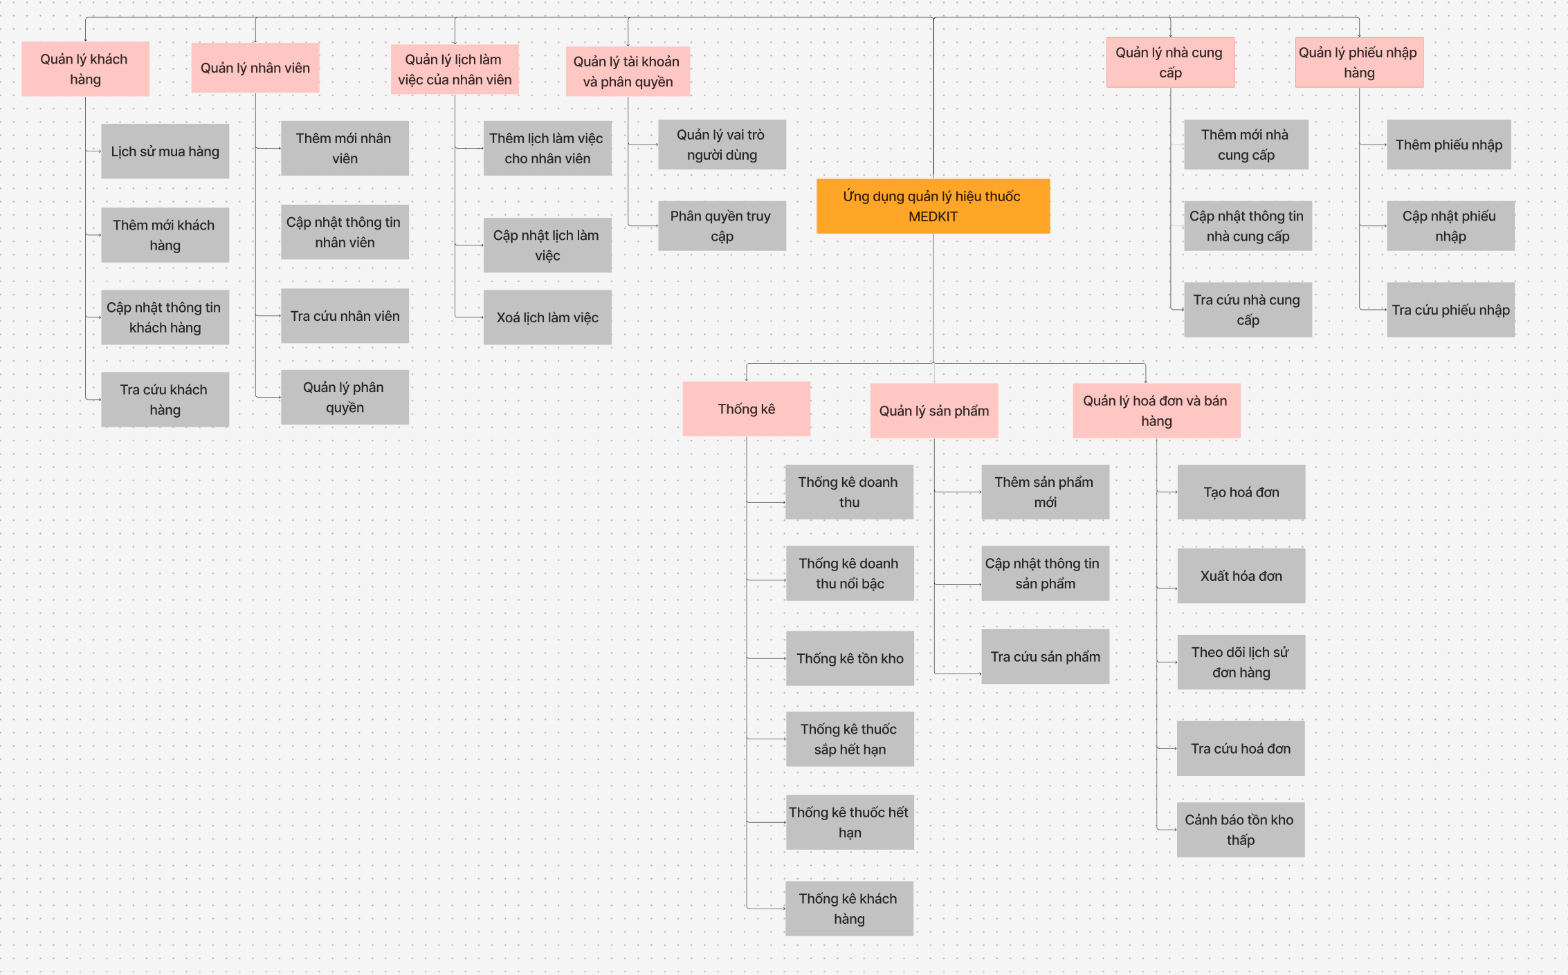 Quản lý khách
hàng
Lịch sử mua hàng
Thêm mới khách
hàng
Cập nhật thông tin
khách hàng
Tra cứu khách
hàng
Quản lý nhân viên
Thêm mới nhân
viên
Cập nhật thông tin
nhân viên
Tra cứu nhân viên
Quản lý phân
quyền
Quản lý lịch làm
việc của nhân viên
Thêm lịch làm việc
cho nhân viên
Cập nhật lịch làm
việc
Xoá lịch làm việc
Quản lý tài khoản
và phân quyền
Quản lý vai trò
người dùng
Phân quyền truy
cập
Ứng dụng quản lý hiệu thuốc
MEDKIT
Quản lý nhà cung
cấp
Thêm mới nhà
cung cấp
Cập nhật thông tin
nhà cung cấp
Tra cứu nhà cung
cấp
Quản lý phiếu nhập
hàng
Thêm phiếu nhập
Cập nhật phiếu
nhập
Tra cứu phiếu nhập
Thống kê
Thống kê doanh
thu
Thống kê doanh
thu nổi bậc
Thống kê tồn kho
Thống kê thuốc
sắp hết hạn
Thống kê thuốc hết
hạn
Thống kê khách
hàng
Quản lý sản phẩm
Thêm sản phẩm
mới
Cập nhật thông tin
sản phẩm
Tra cứu sản phẩm
Quản lý hoá đơn và bán
hàng
Tạo hoá đơn
Xuất hóa đơn
Theo dõi lịch sử
đơn hàng
Tra cứu hoá đơn
Cảnh báo tồn kho
thấp